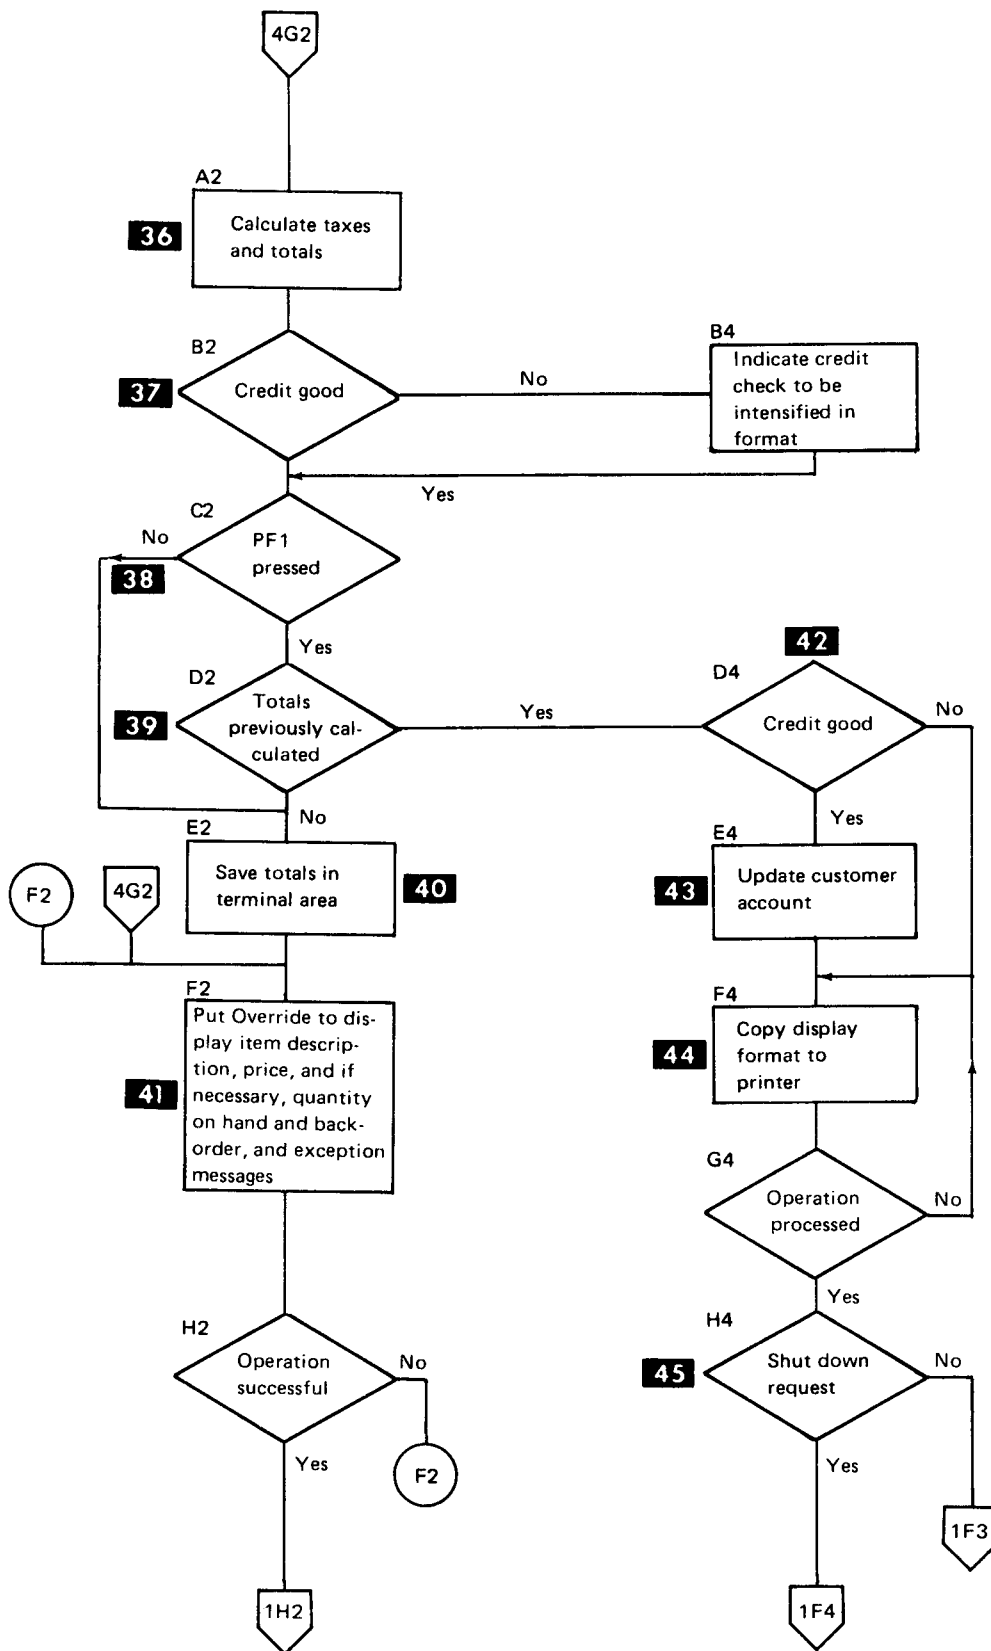 4G2
A2
36
Calculate taxes
and totals
B2
37
Credit good
No
B4
Indicate credit
check to be
intensified in
format
Yes
C2
No
38
PF1
pressed
Yes
D2
39
Totals
previously cal-
culated
Yes
42
D4
Credit good
No
No
Yes
E2
Save totals in
terminal area
40
E4
43
Update customer
account
F2
4G2
F2
41
Put Override to dis-
play item descrip-
tion, price, and if
necessary, quantity
on hand and back-
order, and exception
messages
F4
44
Copy display
format to
printer
G4
Operation
processed
No
Yes
H2
Operation
successful
No
Yes
F2
1H2
H4
45
Shut down
request
No
Yes
1F3
1F4